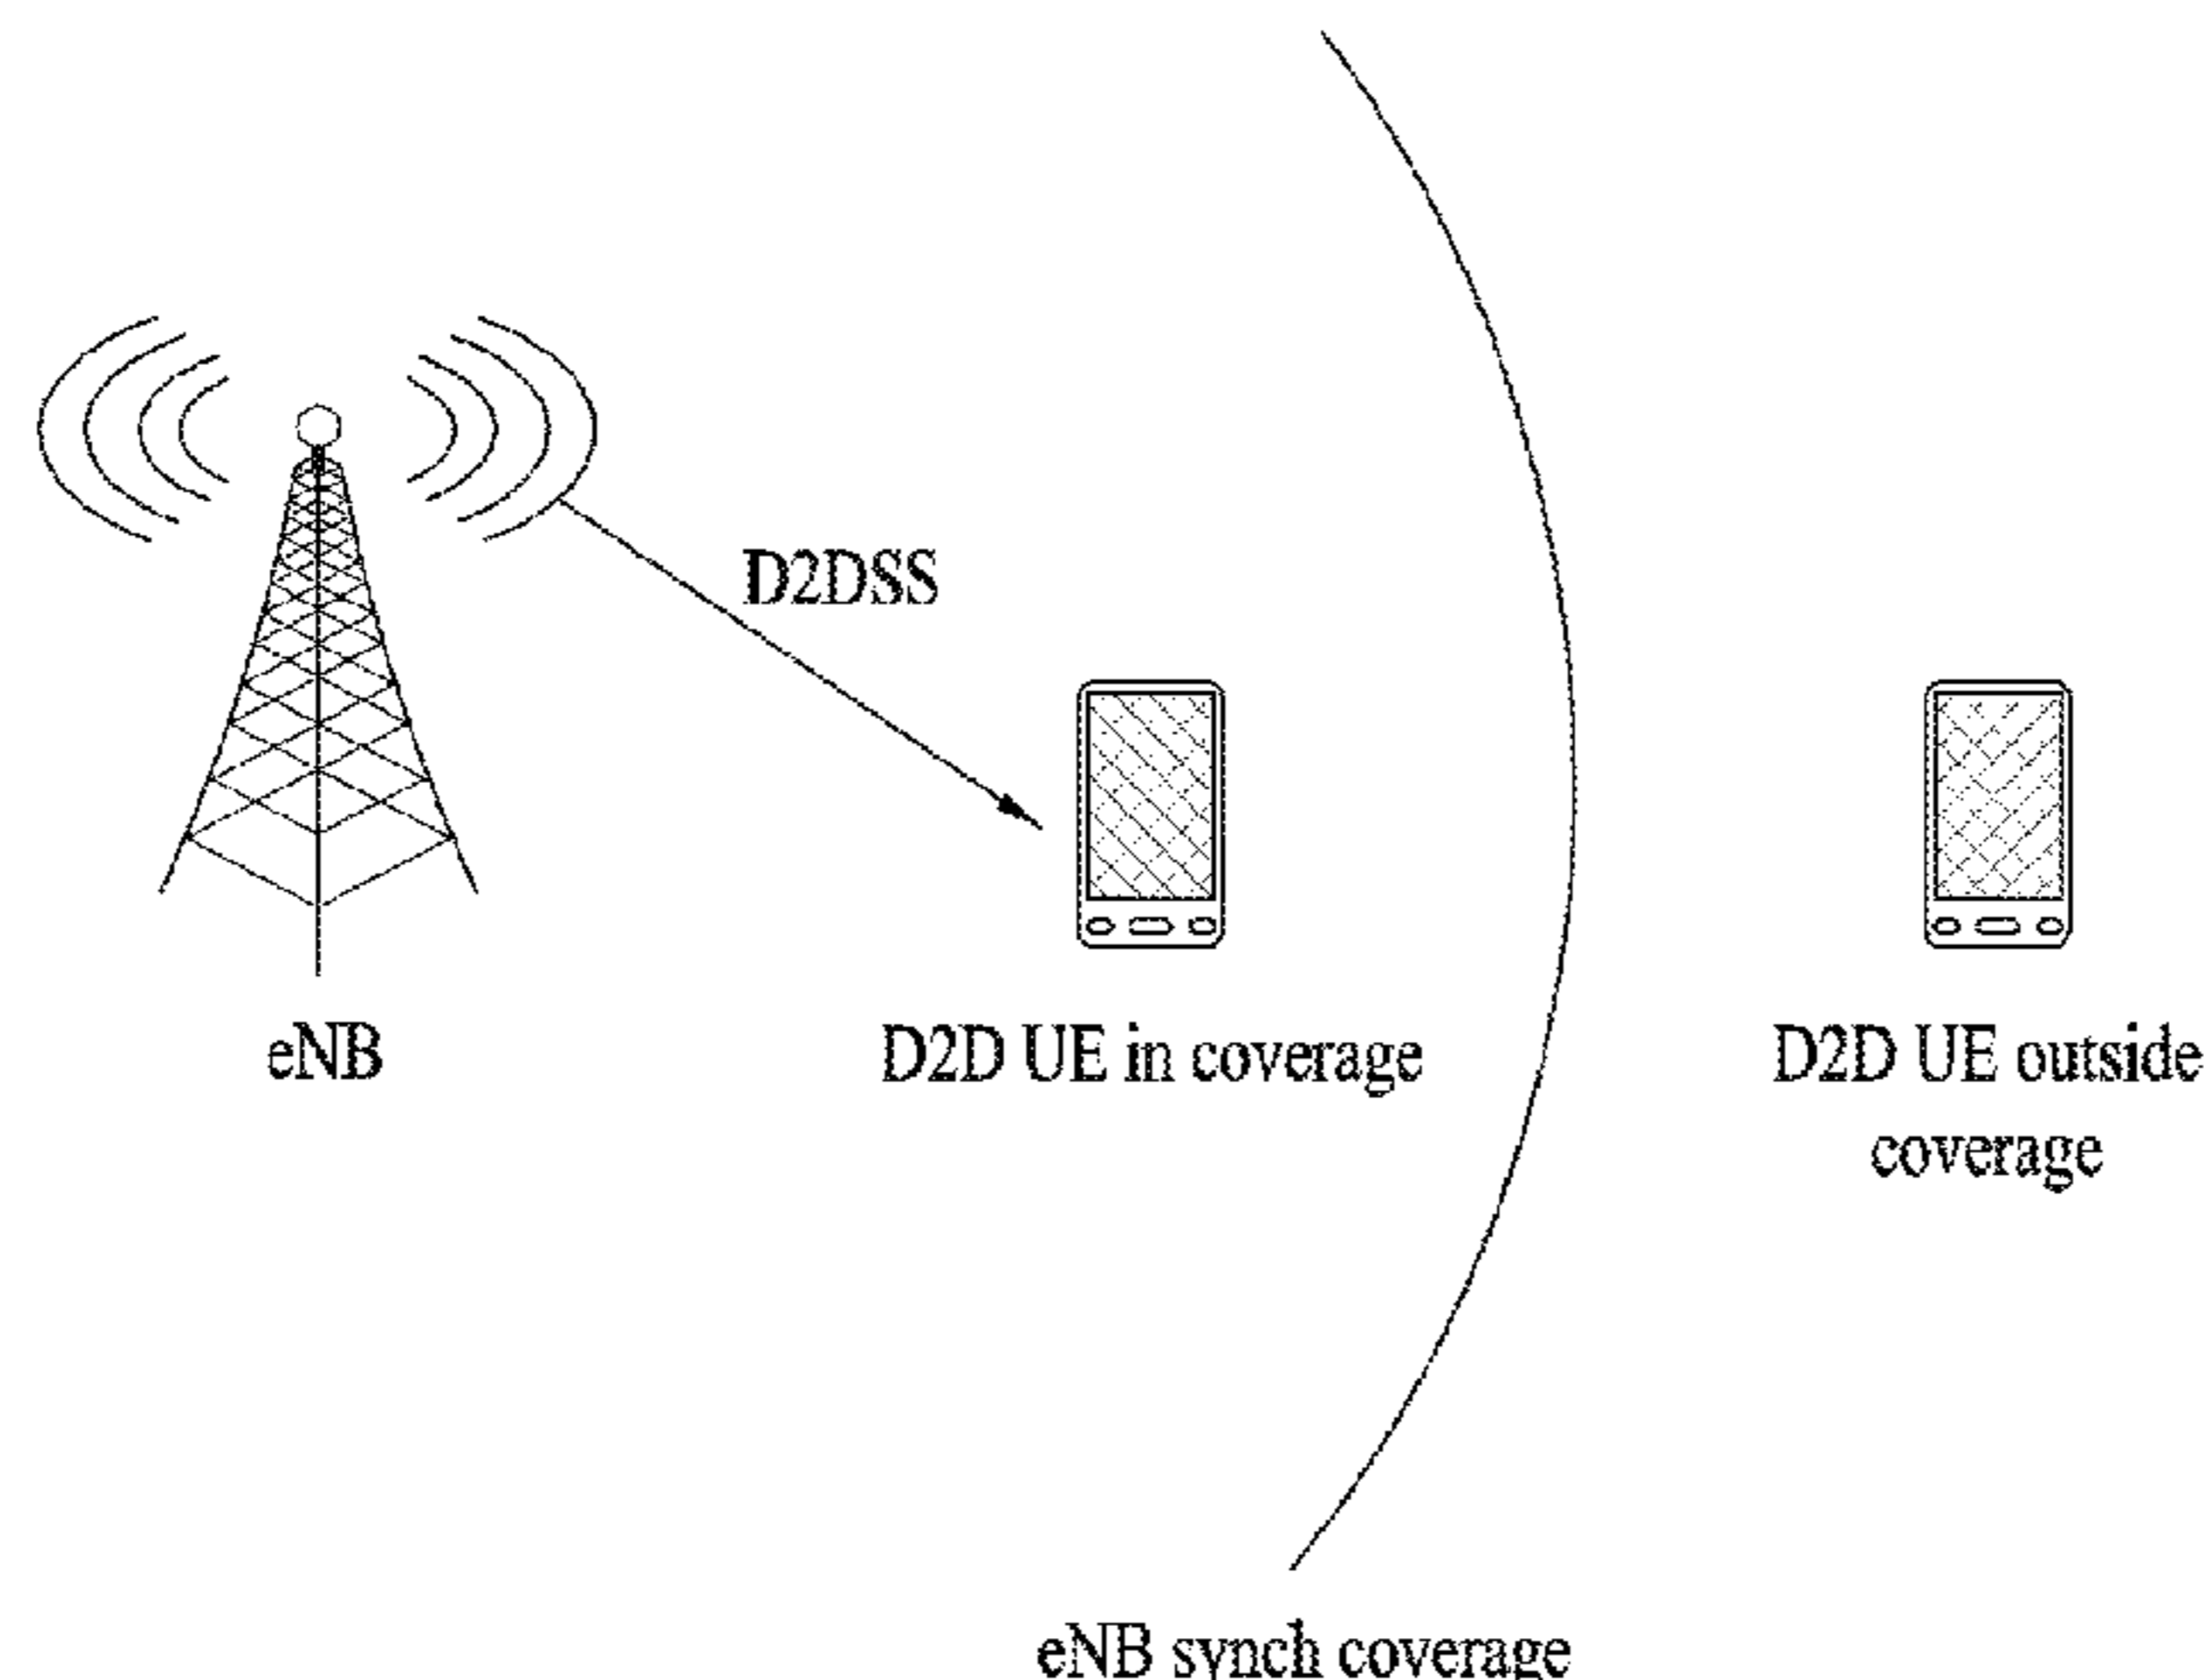 D2DSS
eNB
D2D UE in coverage
D2D UE outside
coverage
eNB synch coverage